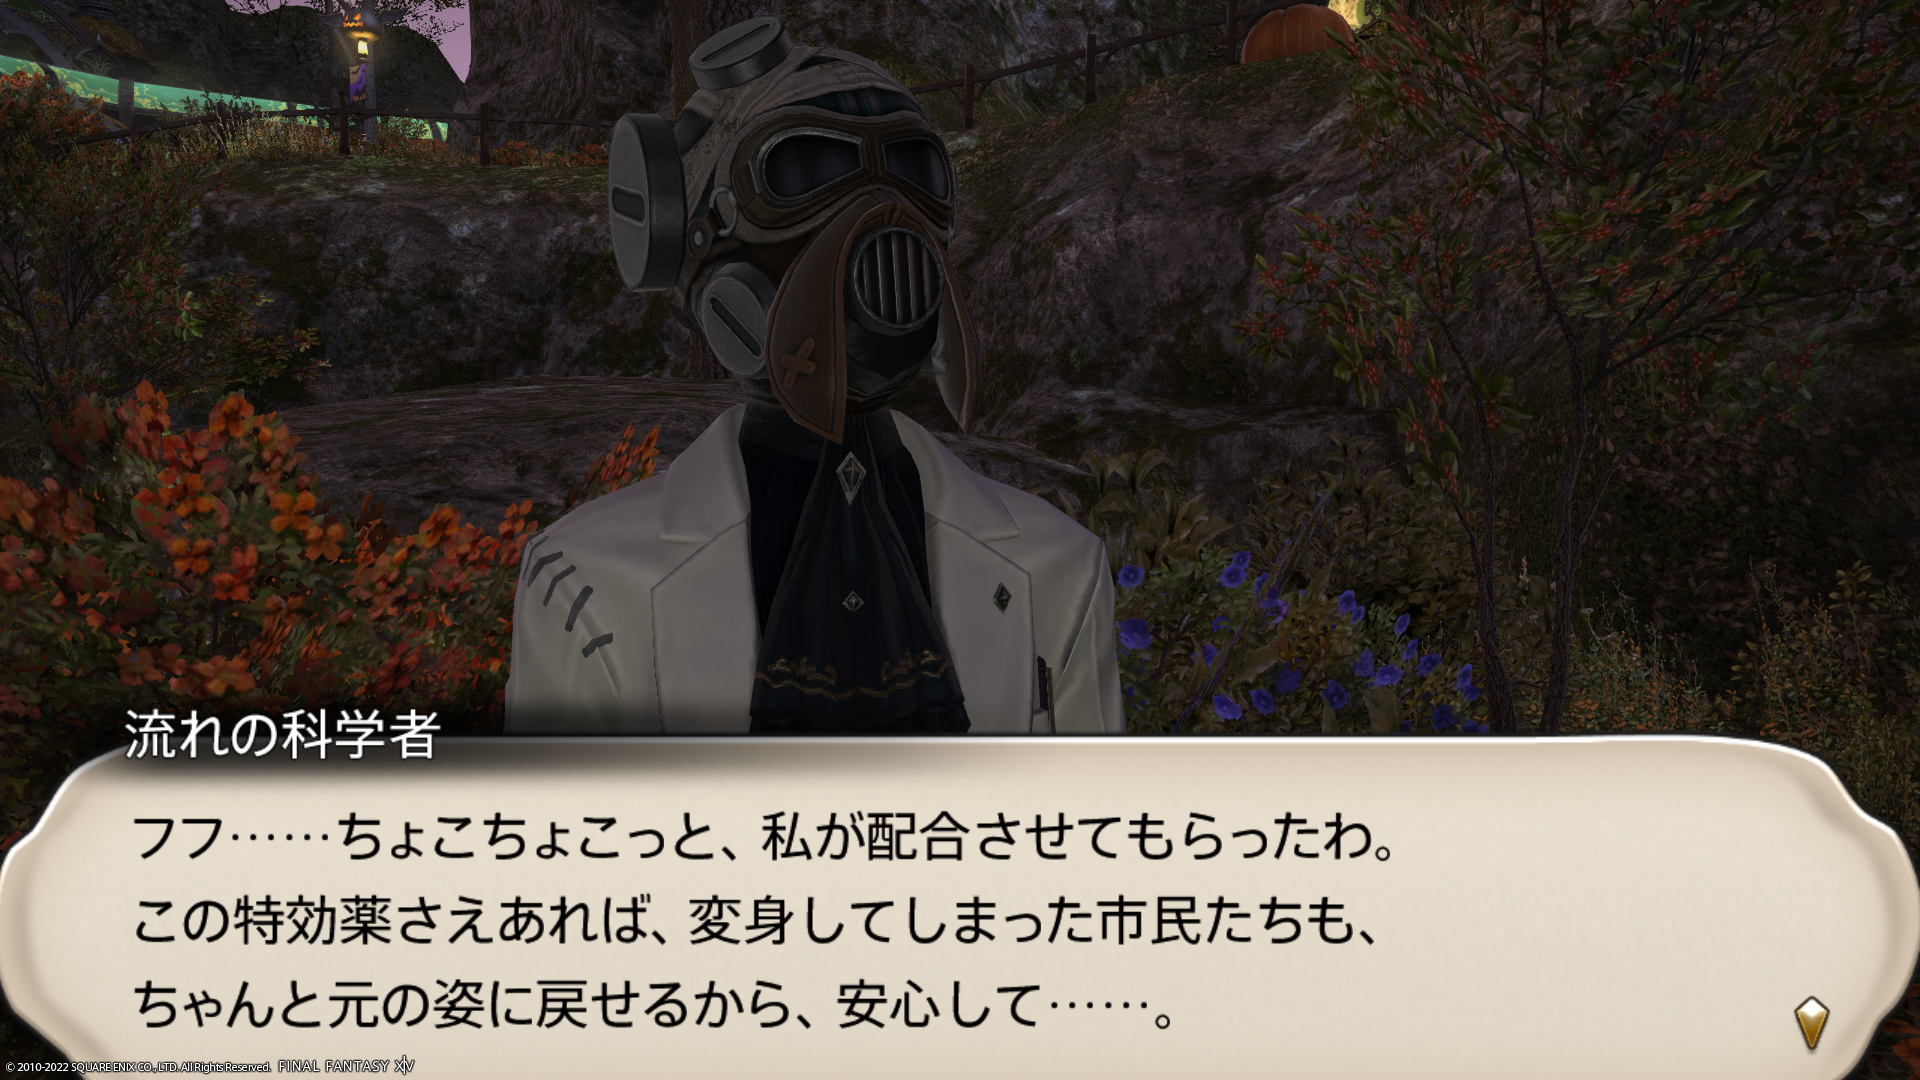 流れの科学者
フフ……ちょこちょこっと、私が配合させてもらったわ。
この特効薬さえあれば、変身してしまった市民たちも、
ちゃんと元の姿に戻せるから、安心して……。
© 2010-2022 SQUARE ENIX CO., LTD. All Rights Reserved. FINAL FANTASY XIV